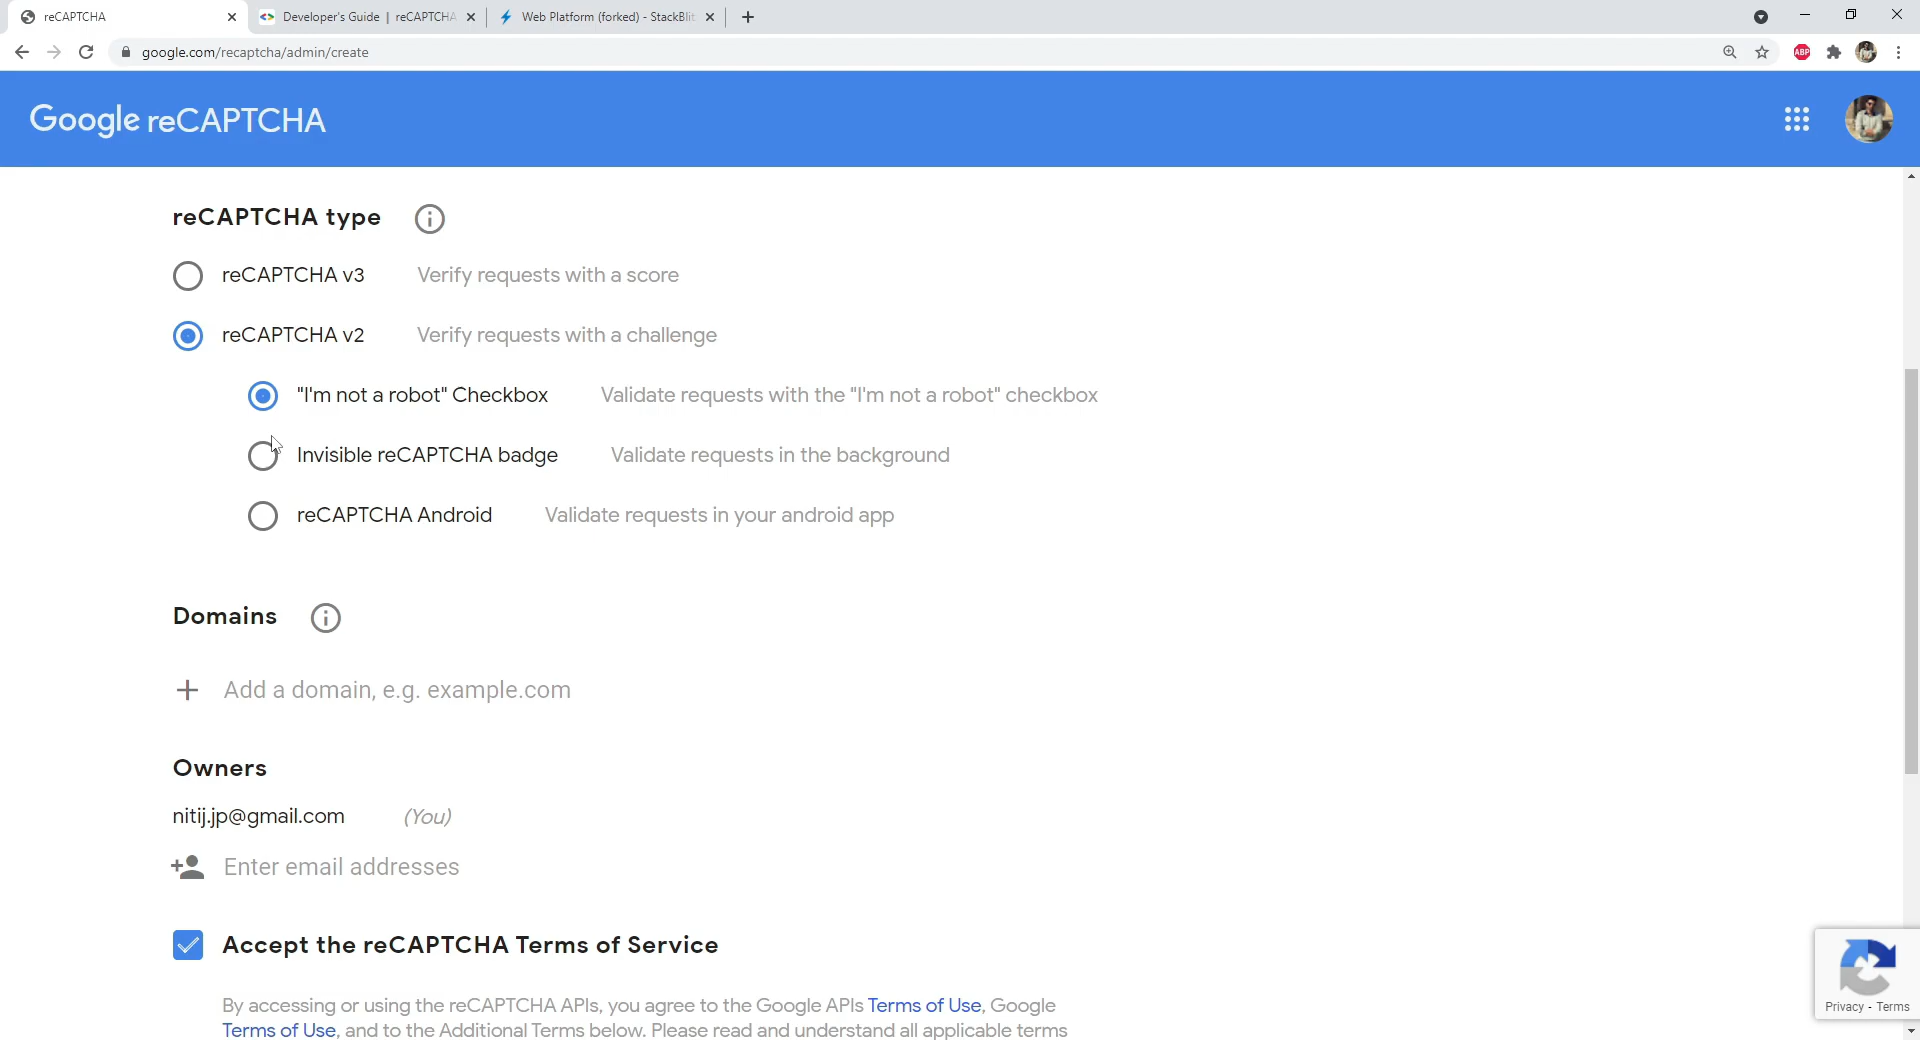 reCAPTCHA
Developer's Guide | reCAPTCHA
Web Platform (forked) - StackBlit
google.com/recaptcha/admin/create
ABP
Google reCAPTCHA
reCAPTCHA type
reCAPTCHA v3 Verify requests with a score
reCAPTCHA v2 Verify requests with a challenge
"I'm not a robot" Checkbox Validate requests with the "I'm not a robot" checkbox
Invisible reCAPTCHA badge Validate requests in the background
reCAPTCHA Android Validate requests in your android app
Domains
Add a domain, e.g. example.com
Owners
nitij.jp@gmail.com (You)
Enter email addresses
Accept the reCAPTCHA Terms of Service
By accessing or using the reCAPTCHA APIs, you agree to the Google APIs Terms of Use, Google
Terms of Use, and to the Additional Terms below. Please read and understand all applicable terms
Privacy - Terms